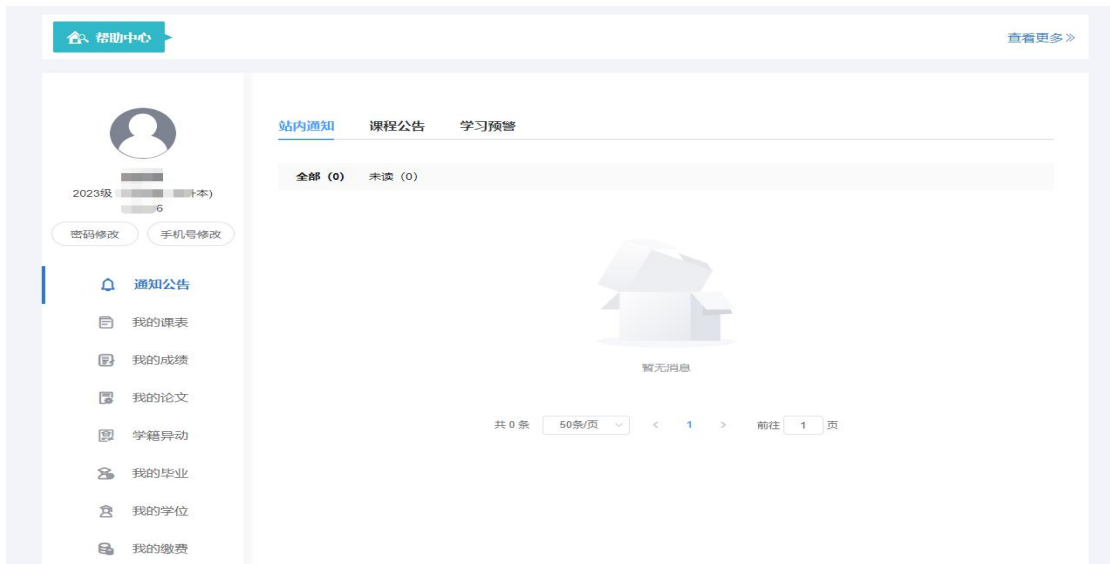 帮助中心
查看更多》
站内通知 课程公告 学习预警
全部（0） 未读（0）
2023级
本)
6
密码修改 手机号修改
通知公告
我的课表
我的成绩
我的论文
学籍异动
我的毕业
我的学位
我的缴费
暂无消息
共 0 条 50条/页 < 1 > 前往 1 页